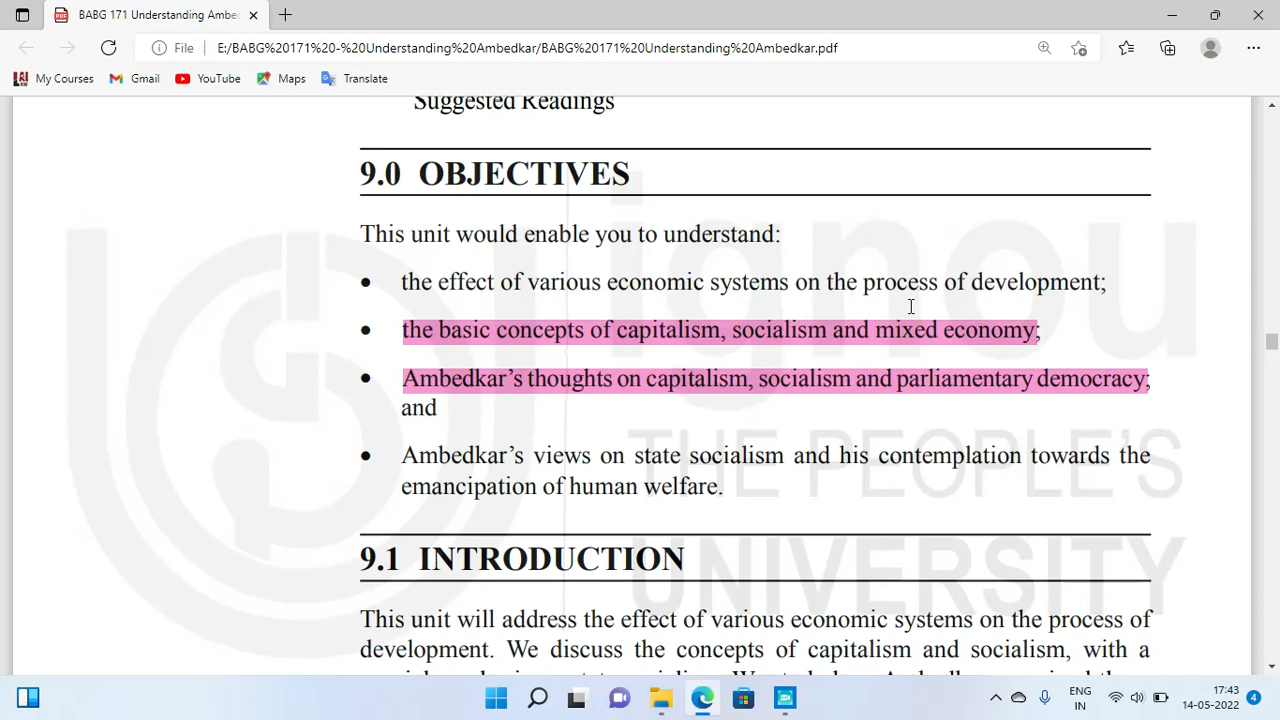 BABG 171 Understanding Ambe
File E:/BABG%20171%20-%20Understanding%20Ambedkar/BABG%20171%20Understanding%20Ambedkar.pdf
My Courses Gmail YouTube Maps Translate
Suggested Readings
9.0 OBJECTIVES
This unit would enable you to understand:
• the effect of various economic systems on the process of development;
• the basic concepts of capitalism, socialism and mixed economy;
• Ambedkar’s thoughts on capitalism, socialism and parliamentary democracy;
and
• Ambedkar’s views on state socialism and his contemplation towards the
emancipation of human welfare.
9.1 INTRODUCTION
This unit will address the effect of various economic systems on the process of
development. We discuss the concepts of capitalism and socialism, with a
ignou
THE PEOPLE'S
UNIVERSITY
ENG
IN
17:43
14-05-2022
4